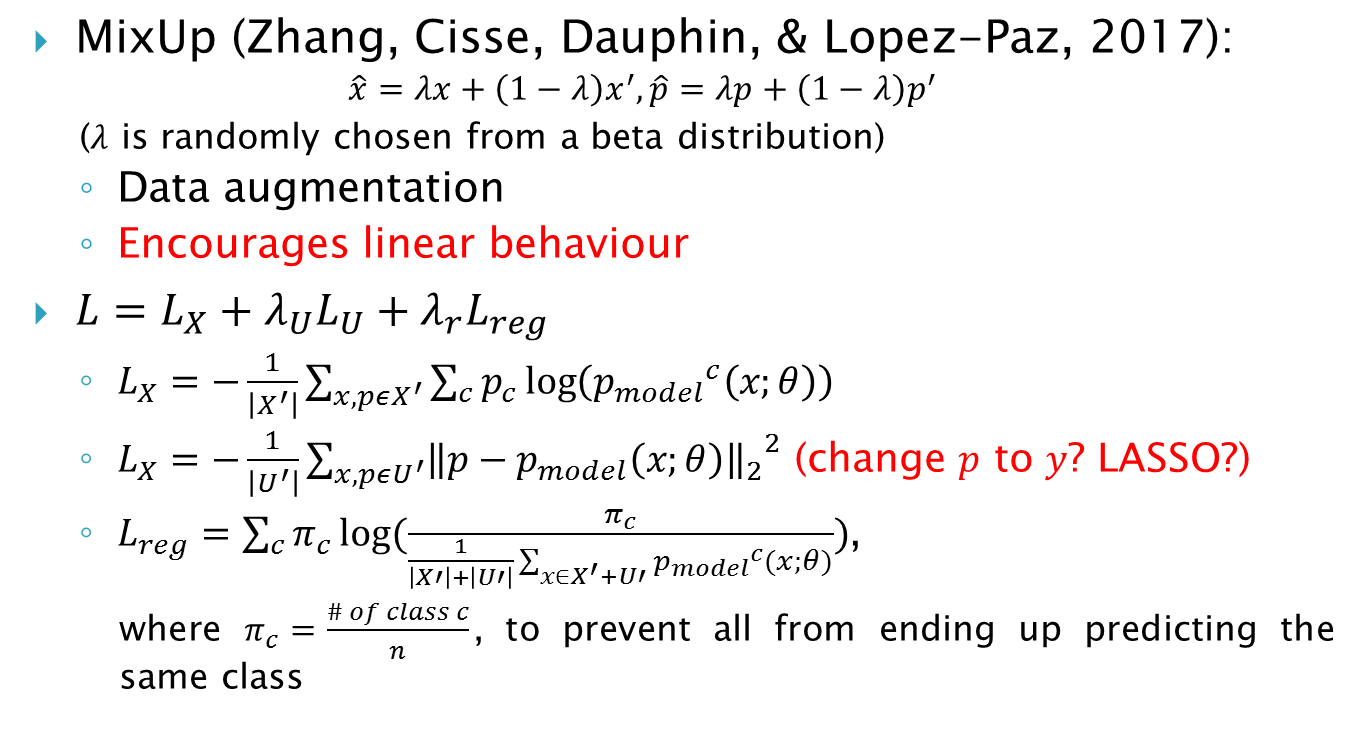 ▸ MixUp (Zhang, Cisse, Dauphin, & Lopez-Paz, 2017):
x̂ = λx + (1 − λ)x′, p̂ = λp + (1 − λ)p′
(λ is randomly chosen from a beta distribution)
◦ Data augmentation
◦ Encourages linear behaviour
▸ L = L_X + λ_U L_U + λ_r L_reg
◦ L_X = −1/|X′| ∑_{x,pϵX′} ∑_c p_c log(p_model^c(x; θ))
◦ L_X = −1/|U′| ∑_{x,pϵU′} ‖p − p_model(x; θ)‖₂² (change p to y? LASSO?)
◦ L_reg = ∑_c π_c log(π_c / (1/(|X′|+|U′|) ∑_{x∈X′+U′} p_model^c(x;θ))),
where π_c = # of class c / n, to prevent all from ending up predicting the
same class